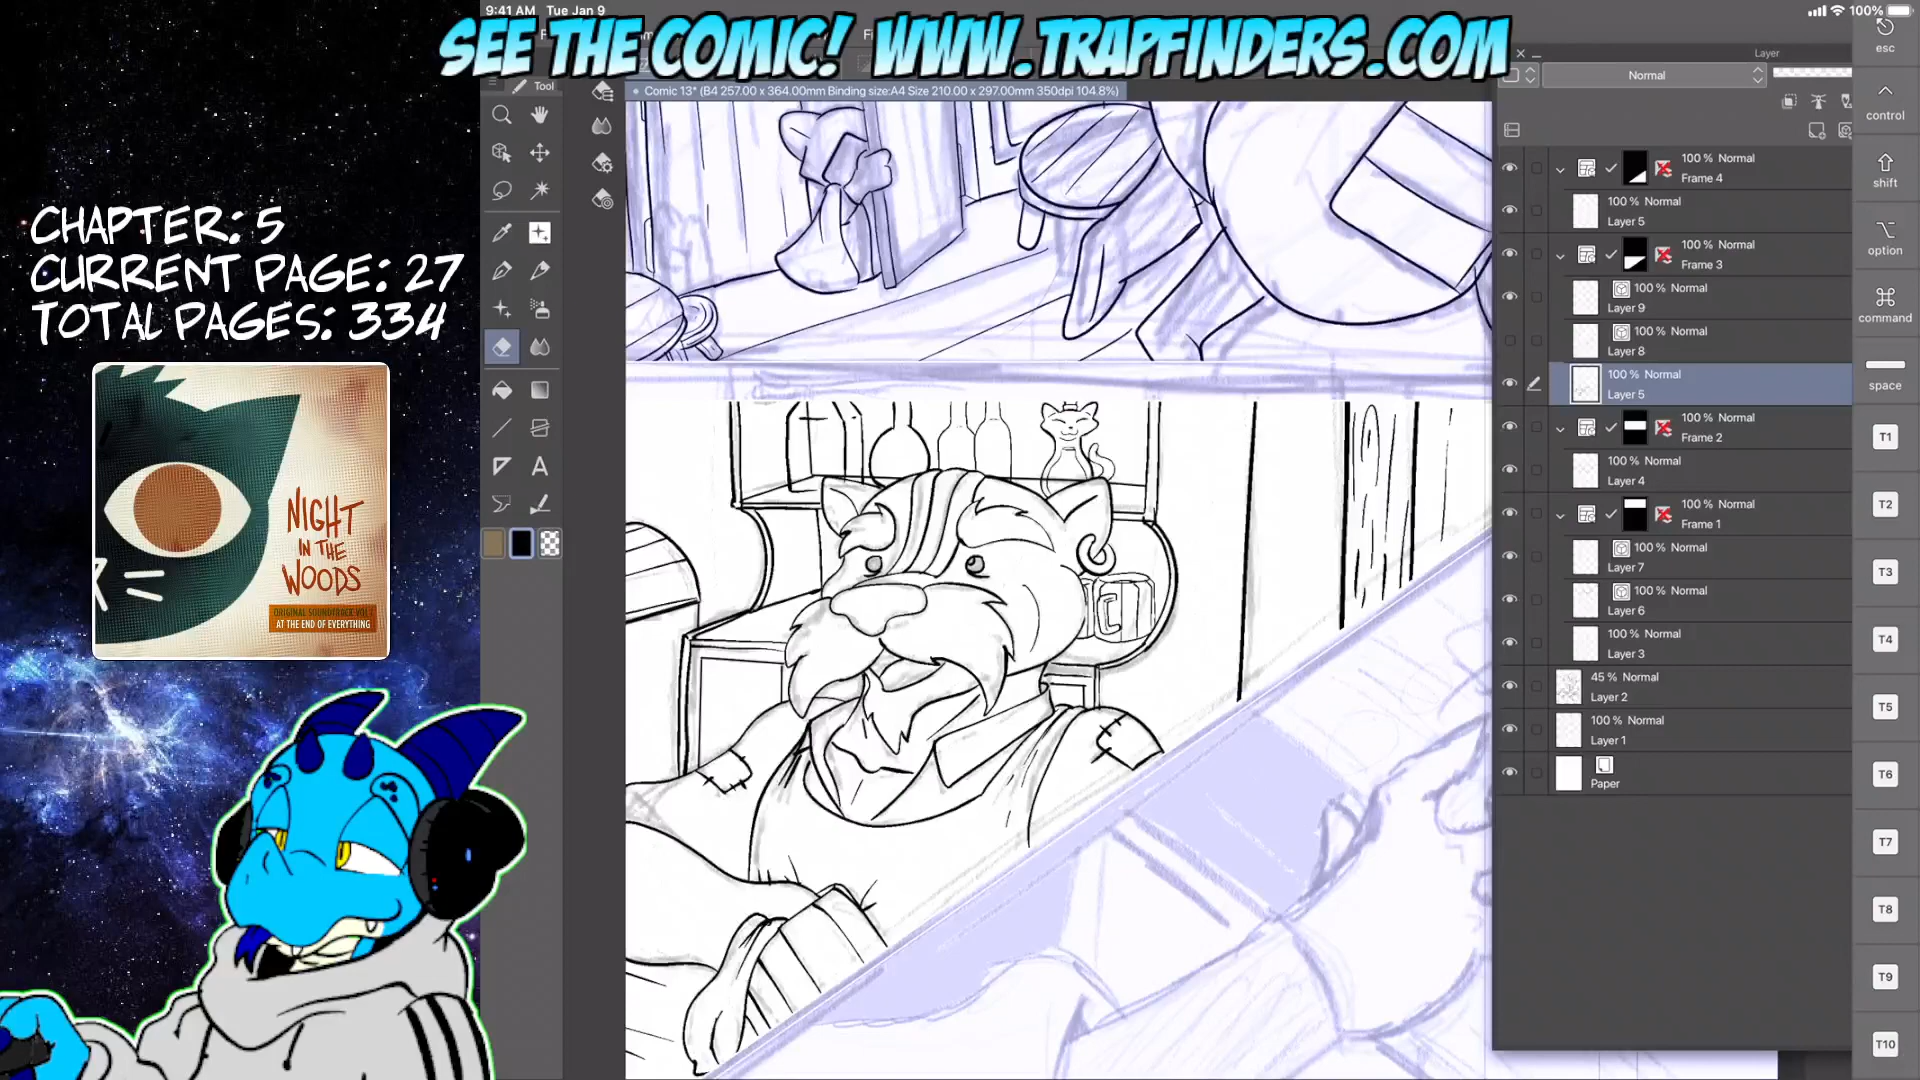 9:41 AM Tue Jan 9
100%
SEE THE COMIC! WWW.TRAPFINDERS.COM
Tool
Comic 13* (B4 257.00 x 364.00mm Binding size:A4 Size 210.00 x 297.00mm 350dpi 104.8%)
Layer
Normal
CHAPTER: 5
CURRENT PAGE: 27
TOTAL PAGES: 334
NIGHT
IN THE
WOODS
ORIGINAL SOUNDTRACK VOL.
AT THE END OF EVERYTHING
A
100 % Normal
Frame 4
100 % Normal
Layer 5
100 % Normal
Frame 3
100 % Normal
Layer 9
100 % Normal
Layer 8
100 % Normal
Layer 5
100 % Normal
Frame 2
100 % Normal
Layer 4
100 % Normal
Frame 1
100 % Normal
Layer 7
100 % Normal
Layer 6
100 % Normal
Layer 3
45 % Normal
Layer 2
100 % Normal
Layer 1
Paper
esc
control
shift
option
command
space
T1
T2
T3
T4
T5
T6
T7
T8
T9
T10